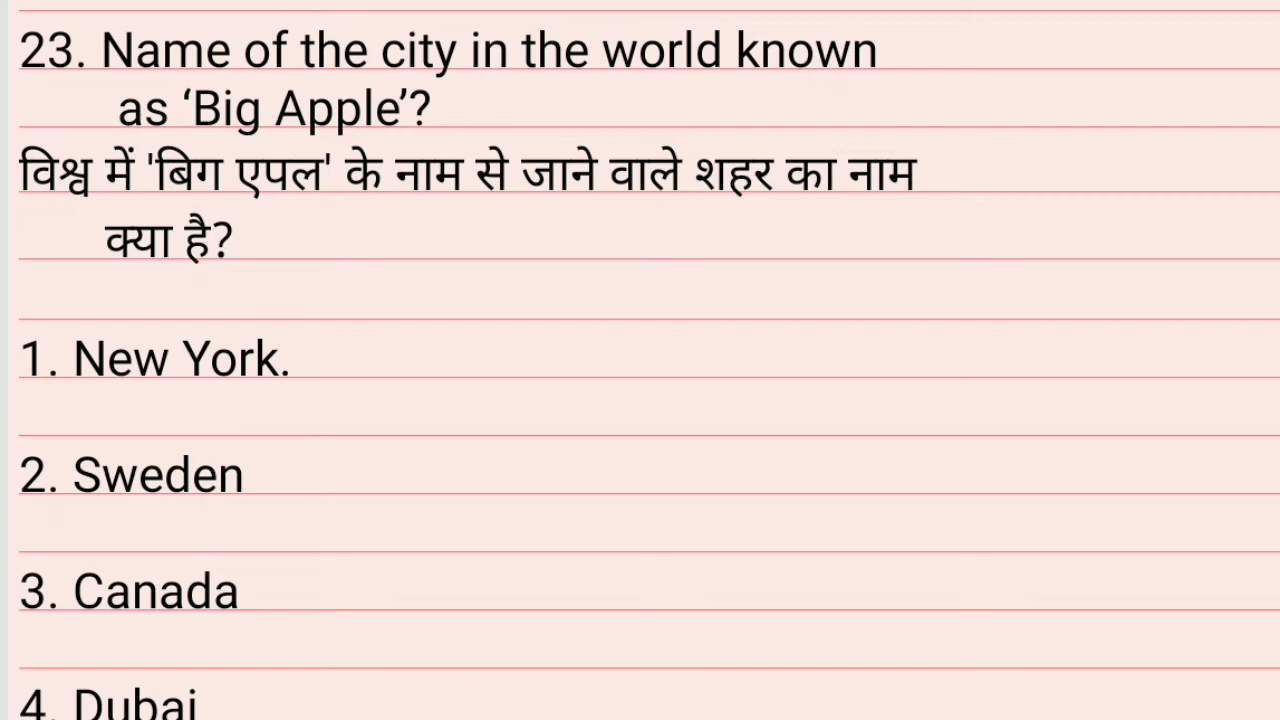 23. Name of the city in the world known
as ‘Big Apple’?
विश्व में 'बिग एपल' के नाम से जाने वाले शहर का नाम
क्या है?
1. New York.
2. Sweden
3. Canada
4. Dubai